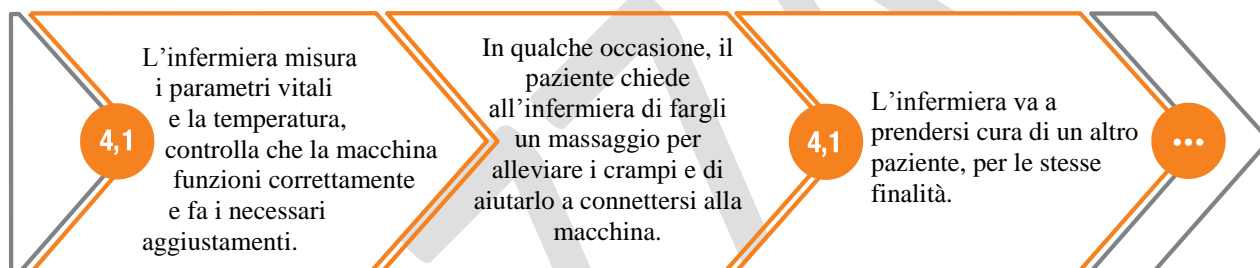 4,1
L’infermiera misura
i parametri vitali
e la temperatura,
controlla che la macchina
funzioni correttamente
e fa i necessari
aggiustamenti.
In qualche occasione, il
paziente chiede
all’infermiera di fargli
un massaggio per
alleviare i crampi e di
aiutarlo a connettersi alla
macchina.
4,1
L’infermiera va a
prendersi cura di un altro
paziente, per le stesse
finalità.
...